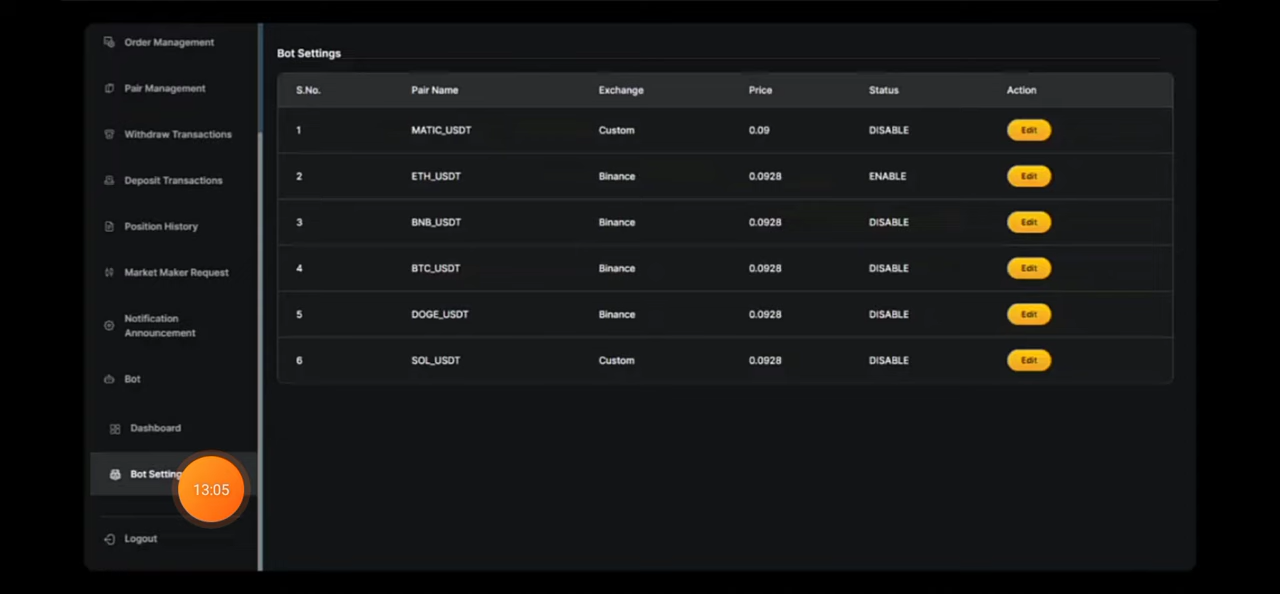 Order Management
Pair Management
Withdraw Transactions
Deposit Transactions
Position History
Market Maker Request
Notification
Announcement
Bot
Dashboard
Bot Setting
13:05
Logout
Bot Settings
S.No. Pair Name Exchange Price Status Action
1 MATIC_USDT Custom 0.09 DISABLE Edit
2 ETH_USDT Binance 0.0928 ENABLE Edit
3 BNB_USDT Binance 0.0928 DISABLE Edit
4 BTC_USDT Binance 0.0928 DISABLE Edit
5 DOGE_USDT Binance 0.0928 DISABLE Edit
6 SOL_USDT Custom 0.0928 DISABLE Edit